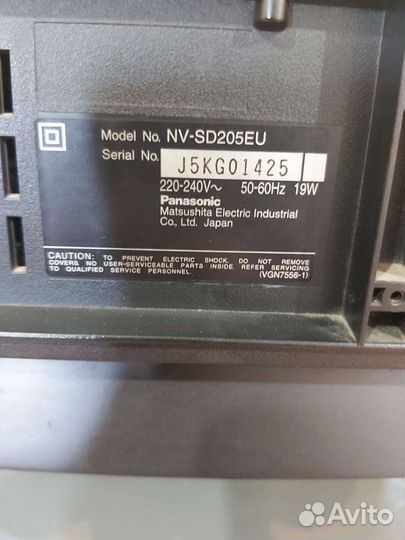 Model No. NV-SD205EU
Serial No. J5KG01425
220-240V~ 50-60Hz 19W
Panasonic
Matsushita Electric Industrial
Co., Ltd. Japan
CAUTION: TO PREVENT ELECTRIC SHOCK, DO NOT REMOVE
COVERS. NO USER-SERVICEABLE PARTS INSIDE. REFER SERVICING
TO QUALIFIED SERVICE PERSONNEL. (VGN7556-1)
Avito